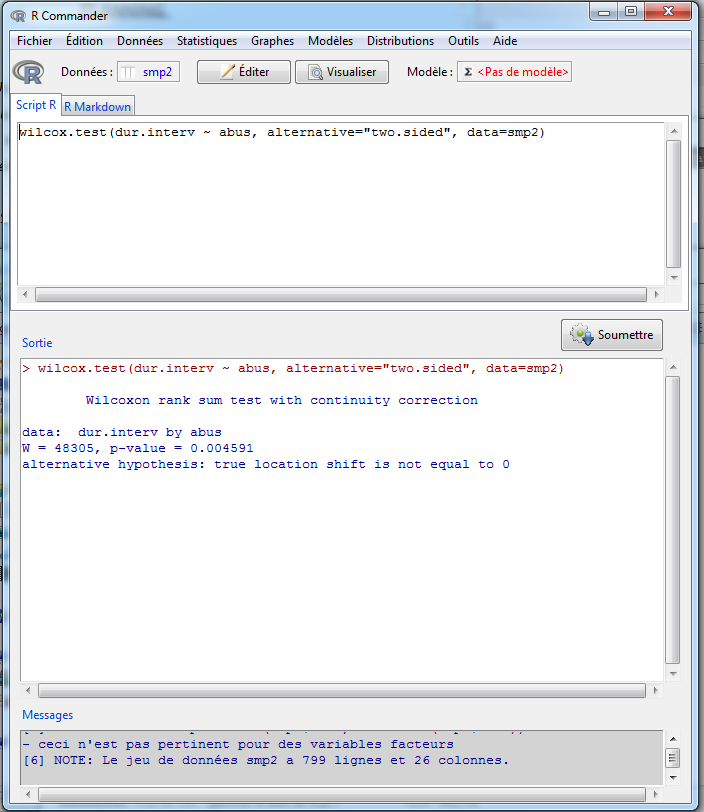 R Commander
Fichier Édition Données Statistiques Graphes Modèles Distributions Outils Aide
R Données : smp2 Éditer Visualiser Modèle : Σ <Pas de modèle>
Script R R Markdown
wilcox.test(dur.interv ~ abus, alternative="two.sided", data=smp2)
Sortie
Soumettre
> wilcox.test(dur.interv ~ abus, alternative="two.sided", data=smp2)
Wilcoxon rank sum test with continuity correction
data: dur.interv by abus
W = 48305, p-value = 0.004591
alternative hypothesis: true location shift is not equal to 0
Messages
- ceci n'est pas pertinent pour des variables facteurs
[6] NOTE: Le jeu de données smp2 a 799 lignes et 26 colonnes.